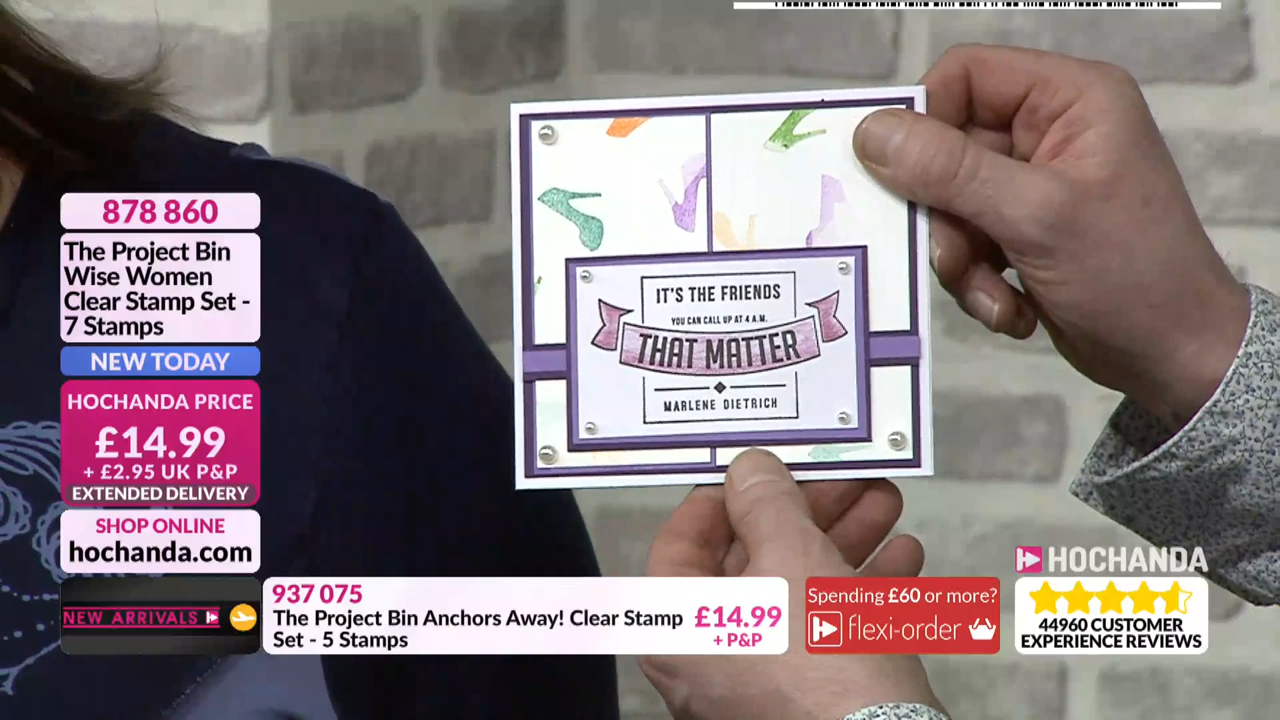 878 860
The Project Bin
Wise Women
Clear Stamp Set -
7 Stamps
NEW TODAY
HOCHANDA PRICE
£14.99
+ £2.95 UK P&P
EXTENDED DELIVERY
SHOP ONLINE
hochanda.com
IT'S THE FRIENDS
YOU CAN CALL UP AT 4 A.M.
THAT MATTER
MARLENE DIETRICH
HOCHANDA
NEW ARRIVALS
937 075
The Project Bin Anchors Away! Clear Stamp
Set - 5 Stamps
£14.99
+ P&P
Spending £60 or more?
flexi-order
44960 CUSTOMER
EXPERIENCE REVIEWS